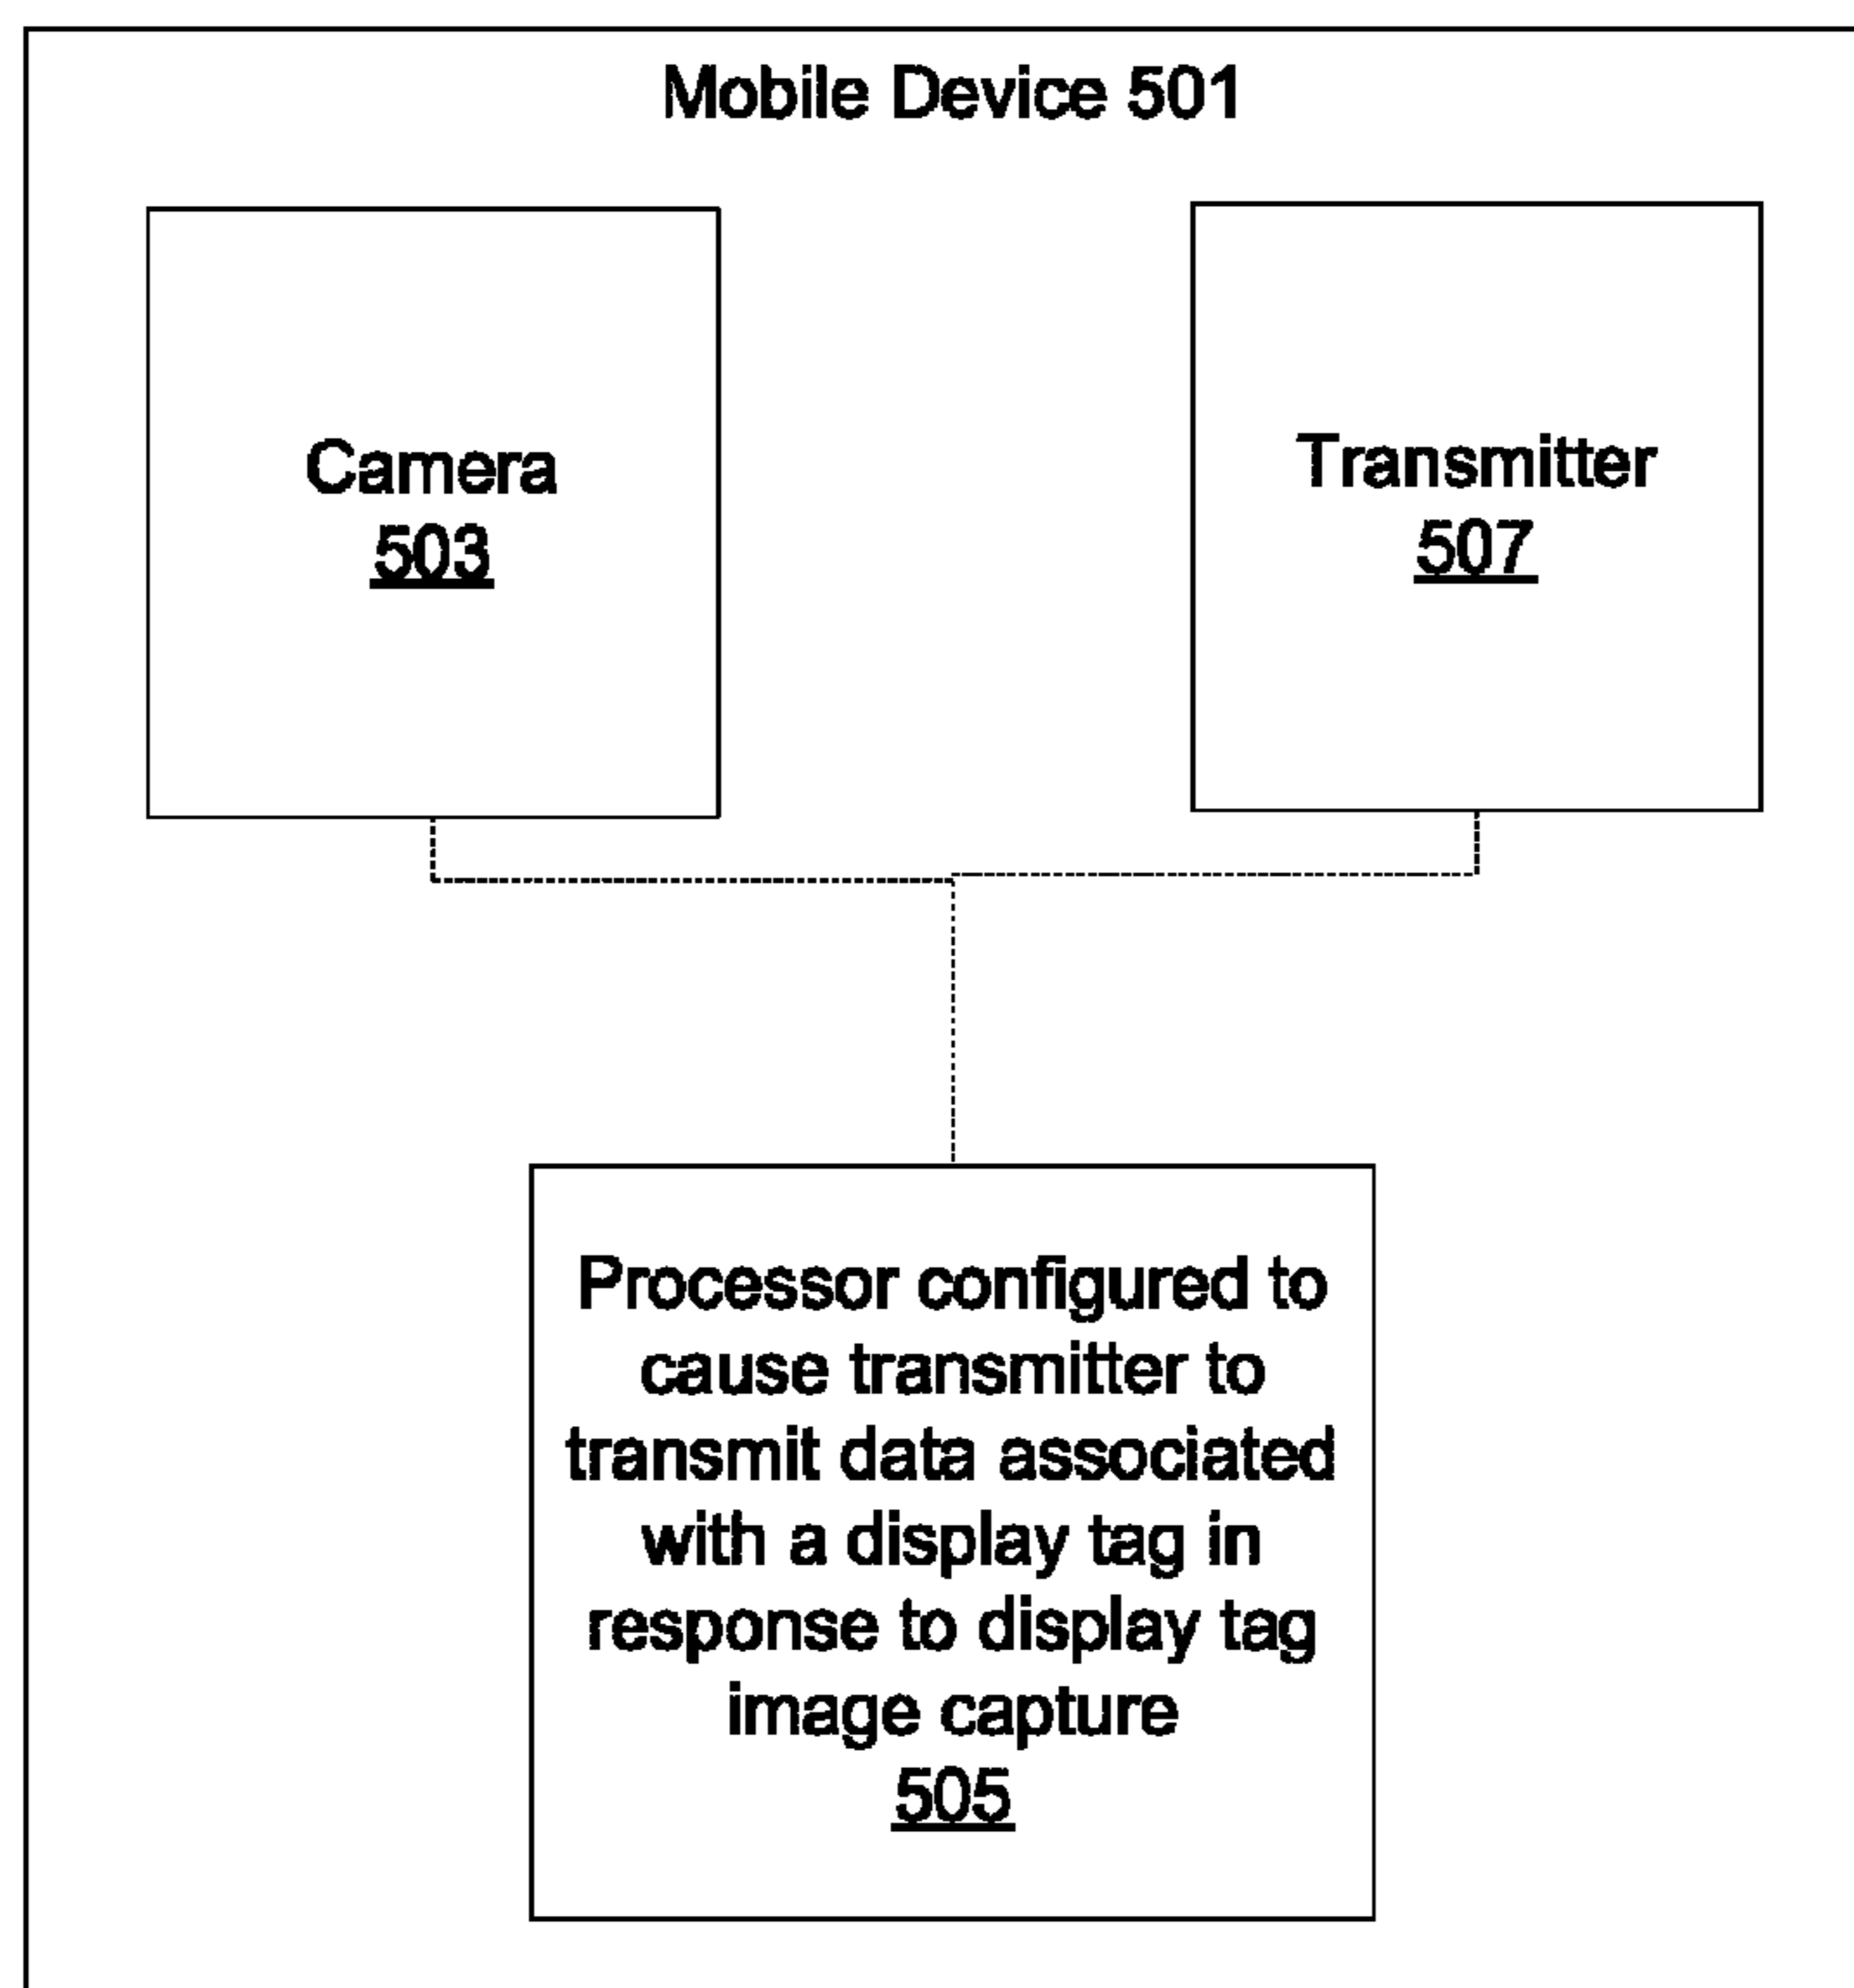 Mobile Device 501
Camera
503
Transmitter
507
Processor configured to
cause transmitter to
transmit data associated
with a display tag in
response to display tag
image capture
505